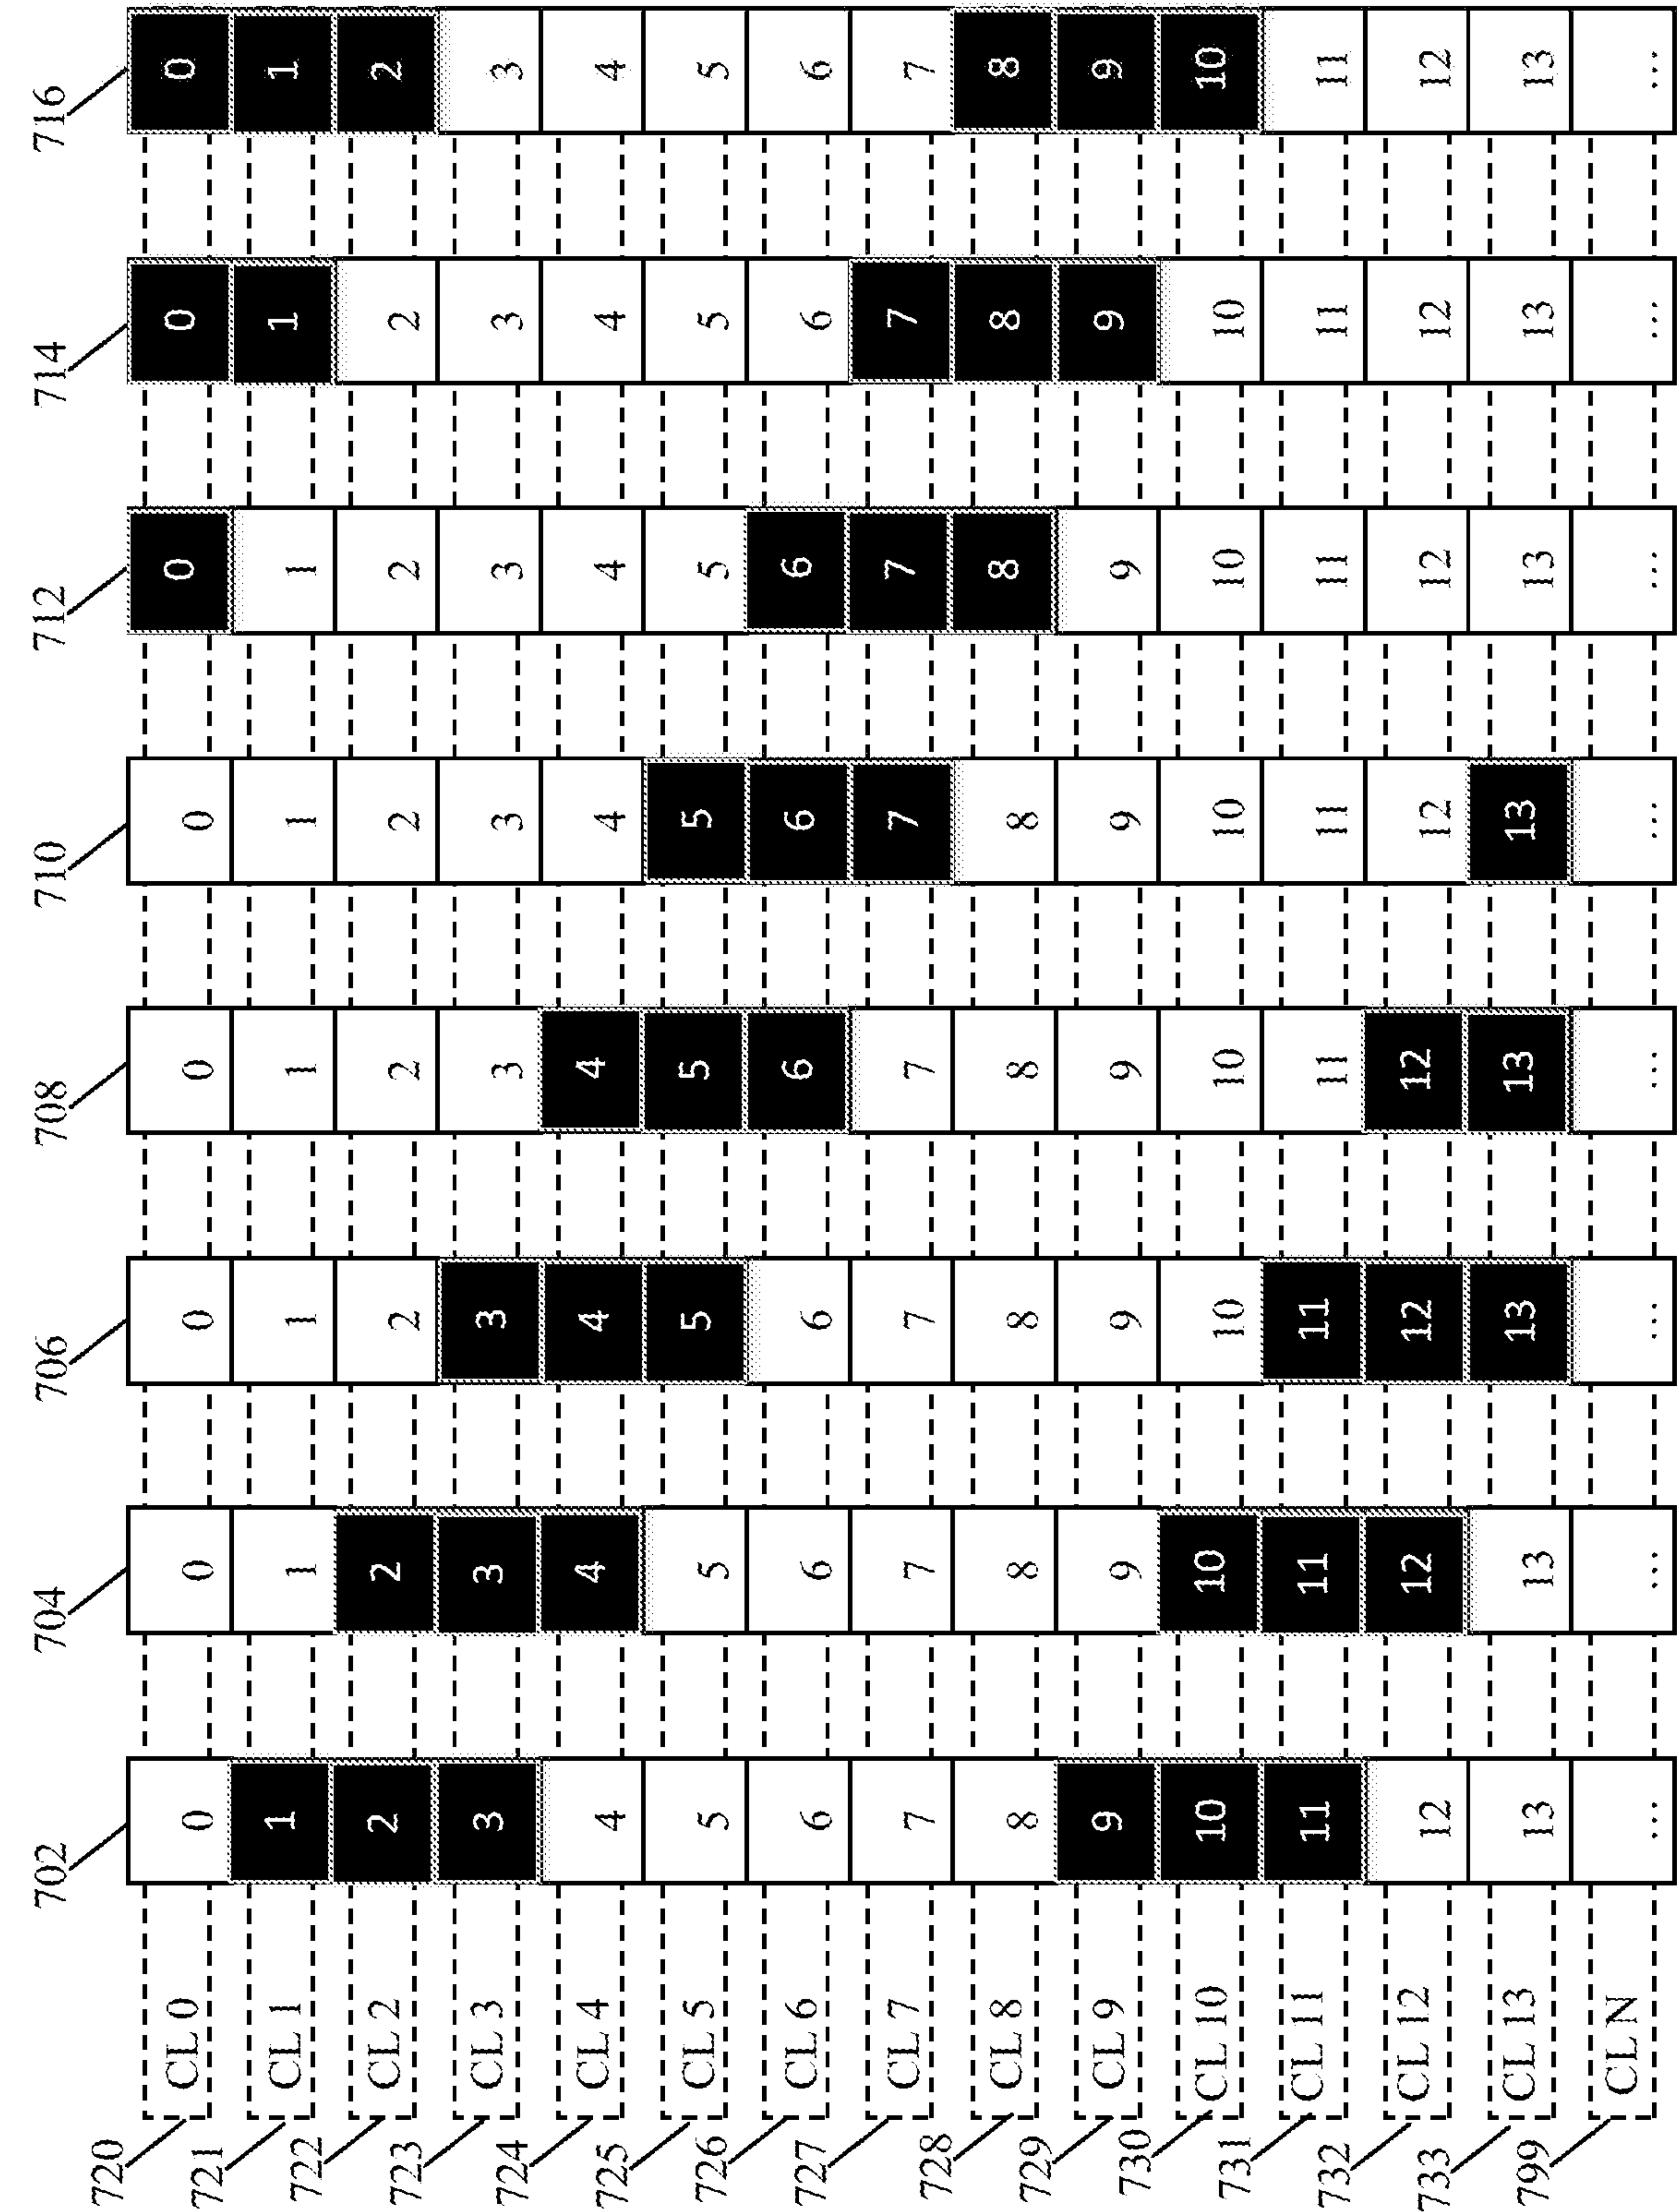 702 704 706 708 710 712 714 716
720 CL 0 0 0 0 0 0 0 0 0
721 CL 1 1 1 1 1 1 1 1 1
722 CL 2 2 2 2 2 2 2 2 2
723 CL 3 3 3 3 3 3 3 3 3
724 CL 4 4 4 4 4 4 4 4 4
725 CL 5 5 5 5 5 5 5 5 5
726 CL 6 6 6 6 6 6 6 6 6
727 CL 7 7 7 7 7 7 7 7 7
728 CL 8 8 8 8 8 8 8 8 8
729 CL 9 9 9 9 9 9 9 9 9
730 CL 10 10 10 10 10 10 10 10 10
731 CL 11 11 11 11 11 11 11 11 11
732 CL 12 12 12 12 12 12 12 12 12
733 CL 13 13 13 13 13 13 13 13 13
799 CL N ... ... ... ... ... ... ... ...